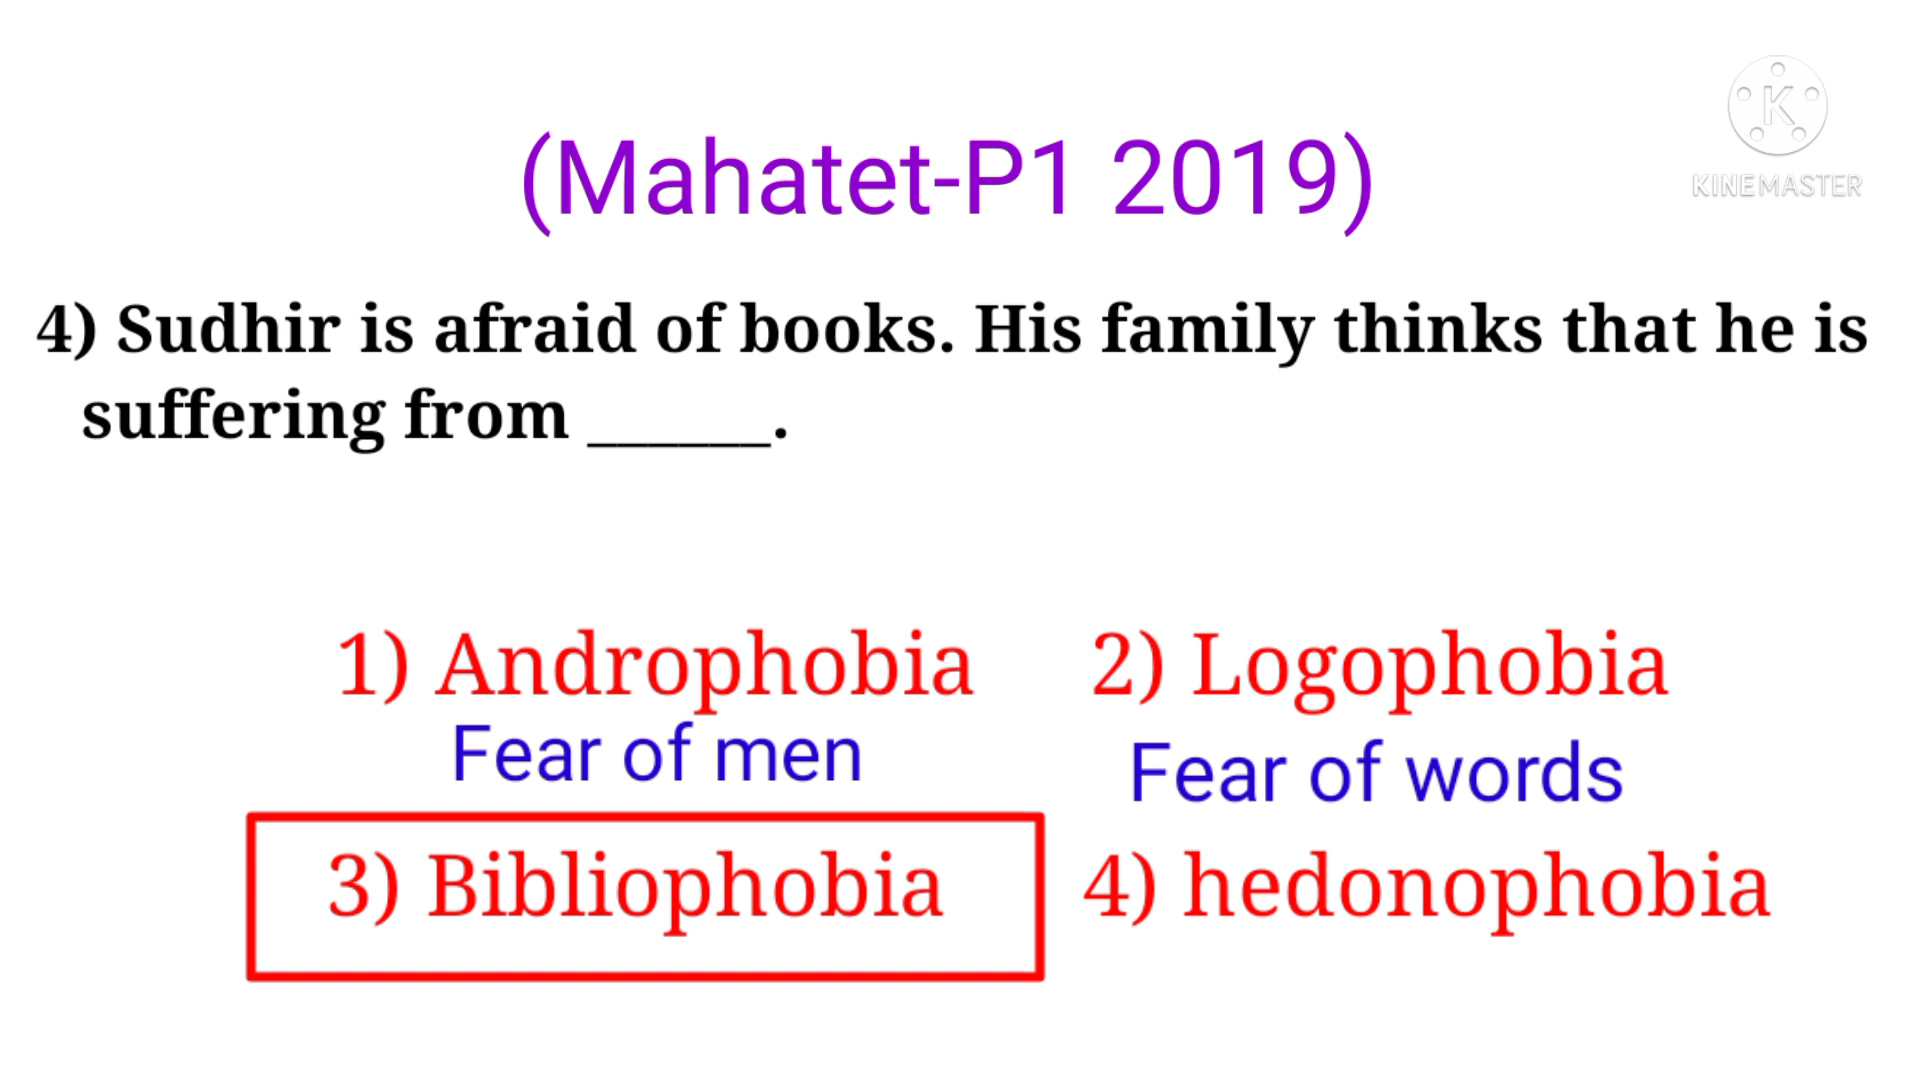 K
KINEMASTER
(Mahatet-P1 2019)
4) Sudhir is afraid of books. His family thinks that he is
suffering from ______.
1) Androphobia 2) Logophobia
Fear of men Fear of words
3) Bibliophobia 4) hedonophobia